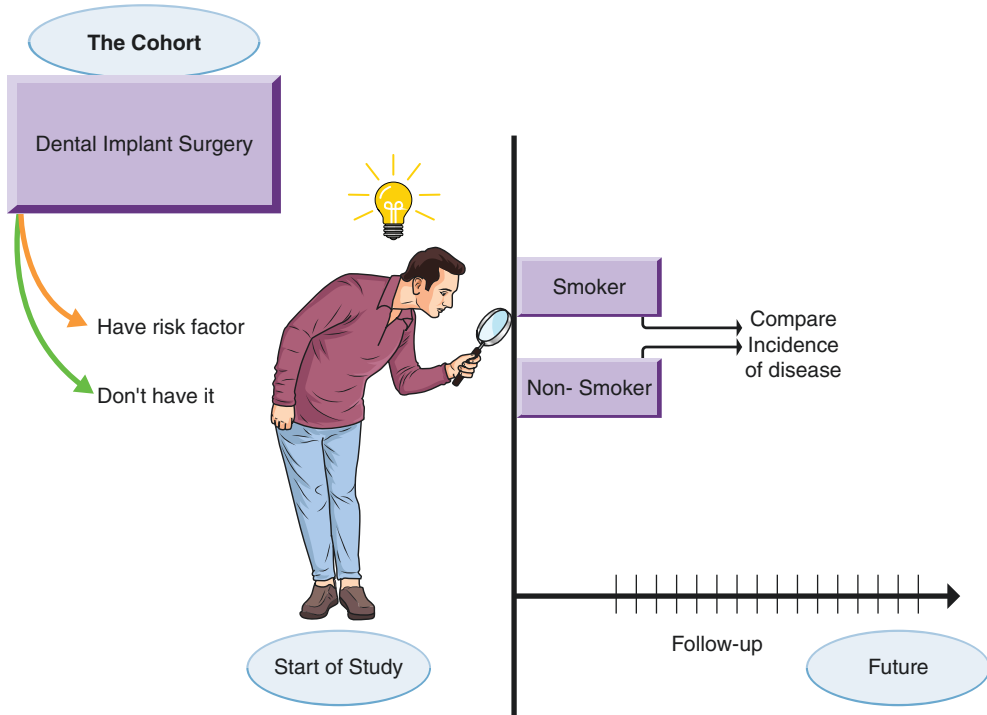 The Cohort
Dental Implant Surgery
Have risk factor
Don't have it
Smoker
Non- Smoker
Compare
Incidence
of disease
Follow-up
Start of Study
Future